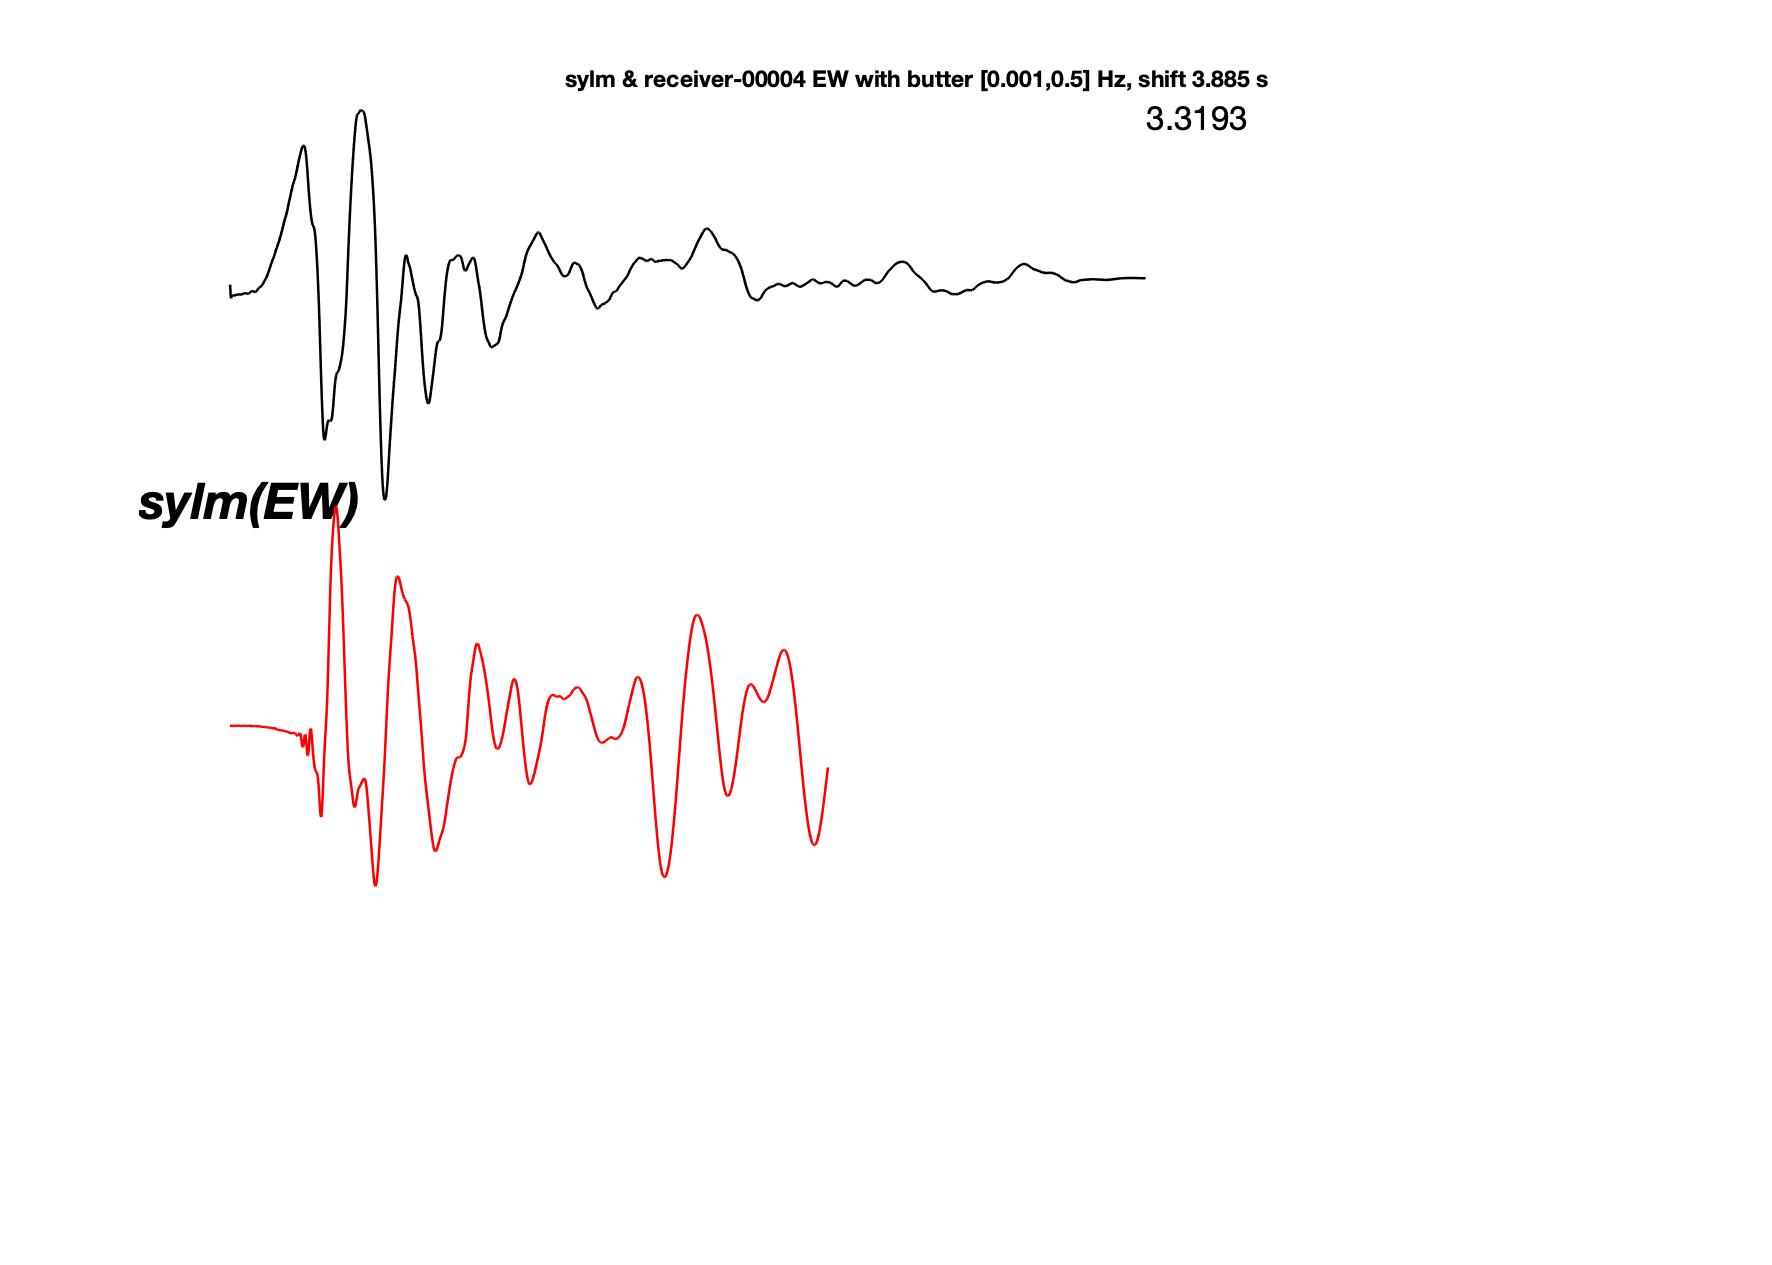 sylm & receiver-00004 EW with butter [0.001,0.5] Hz, shift 3.885 s
3.3193
sylm(EW)